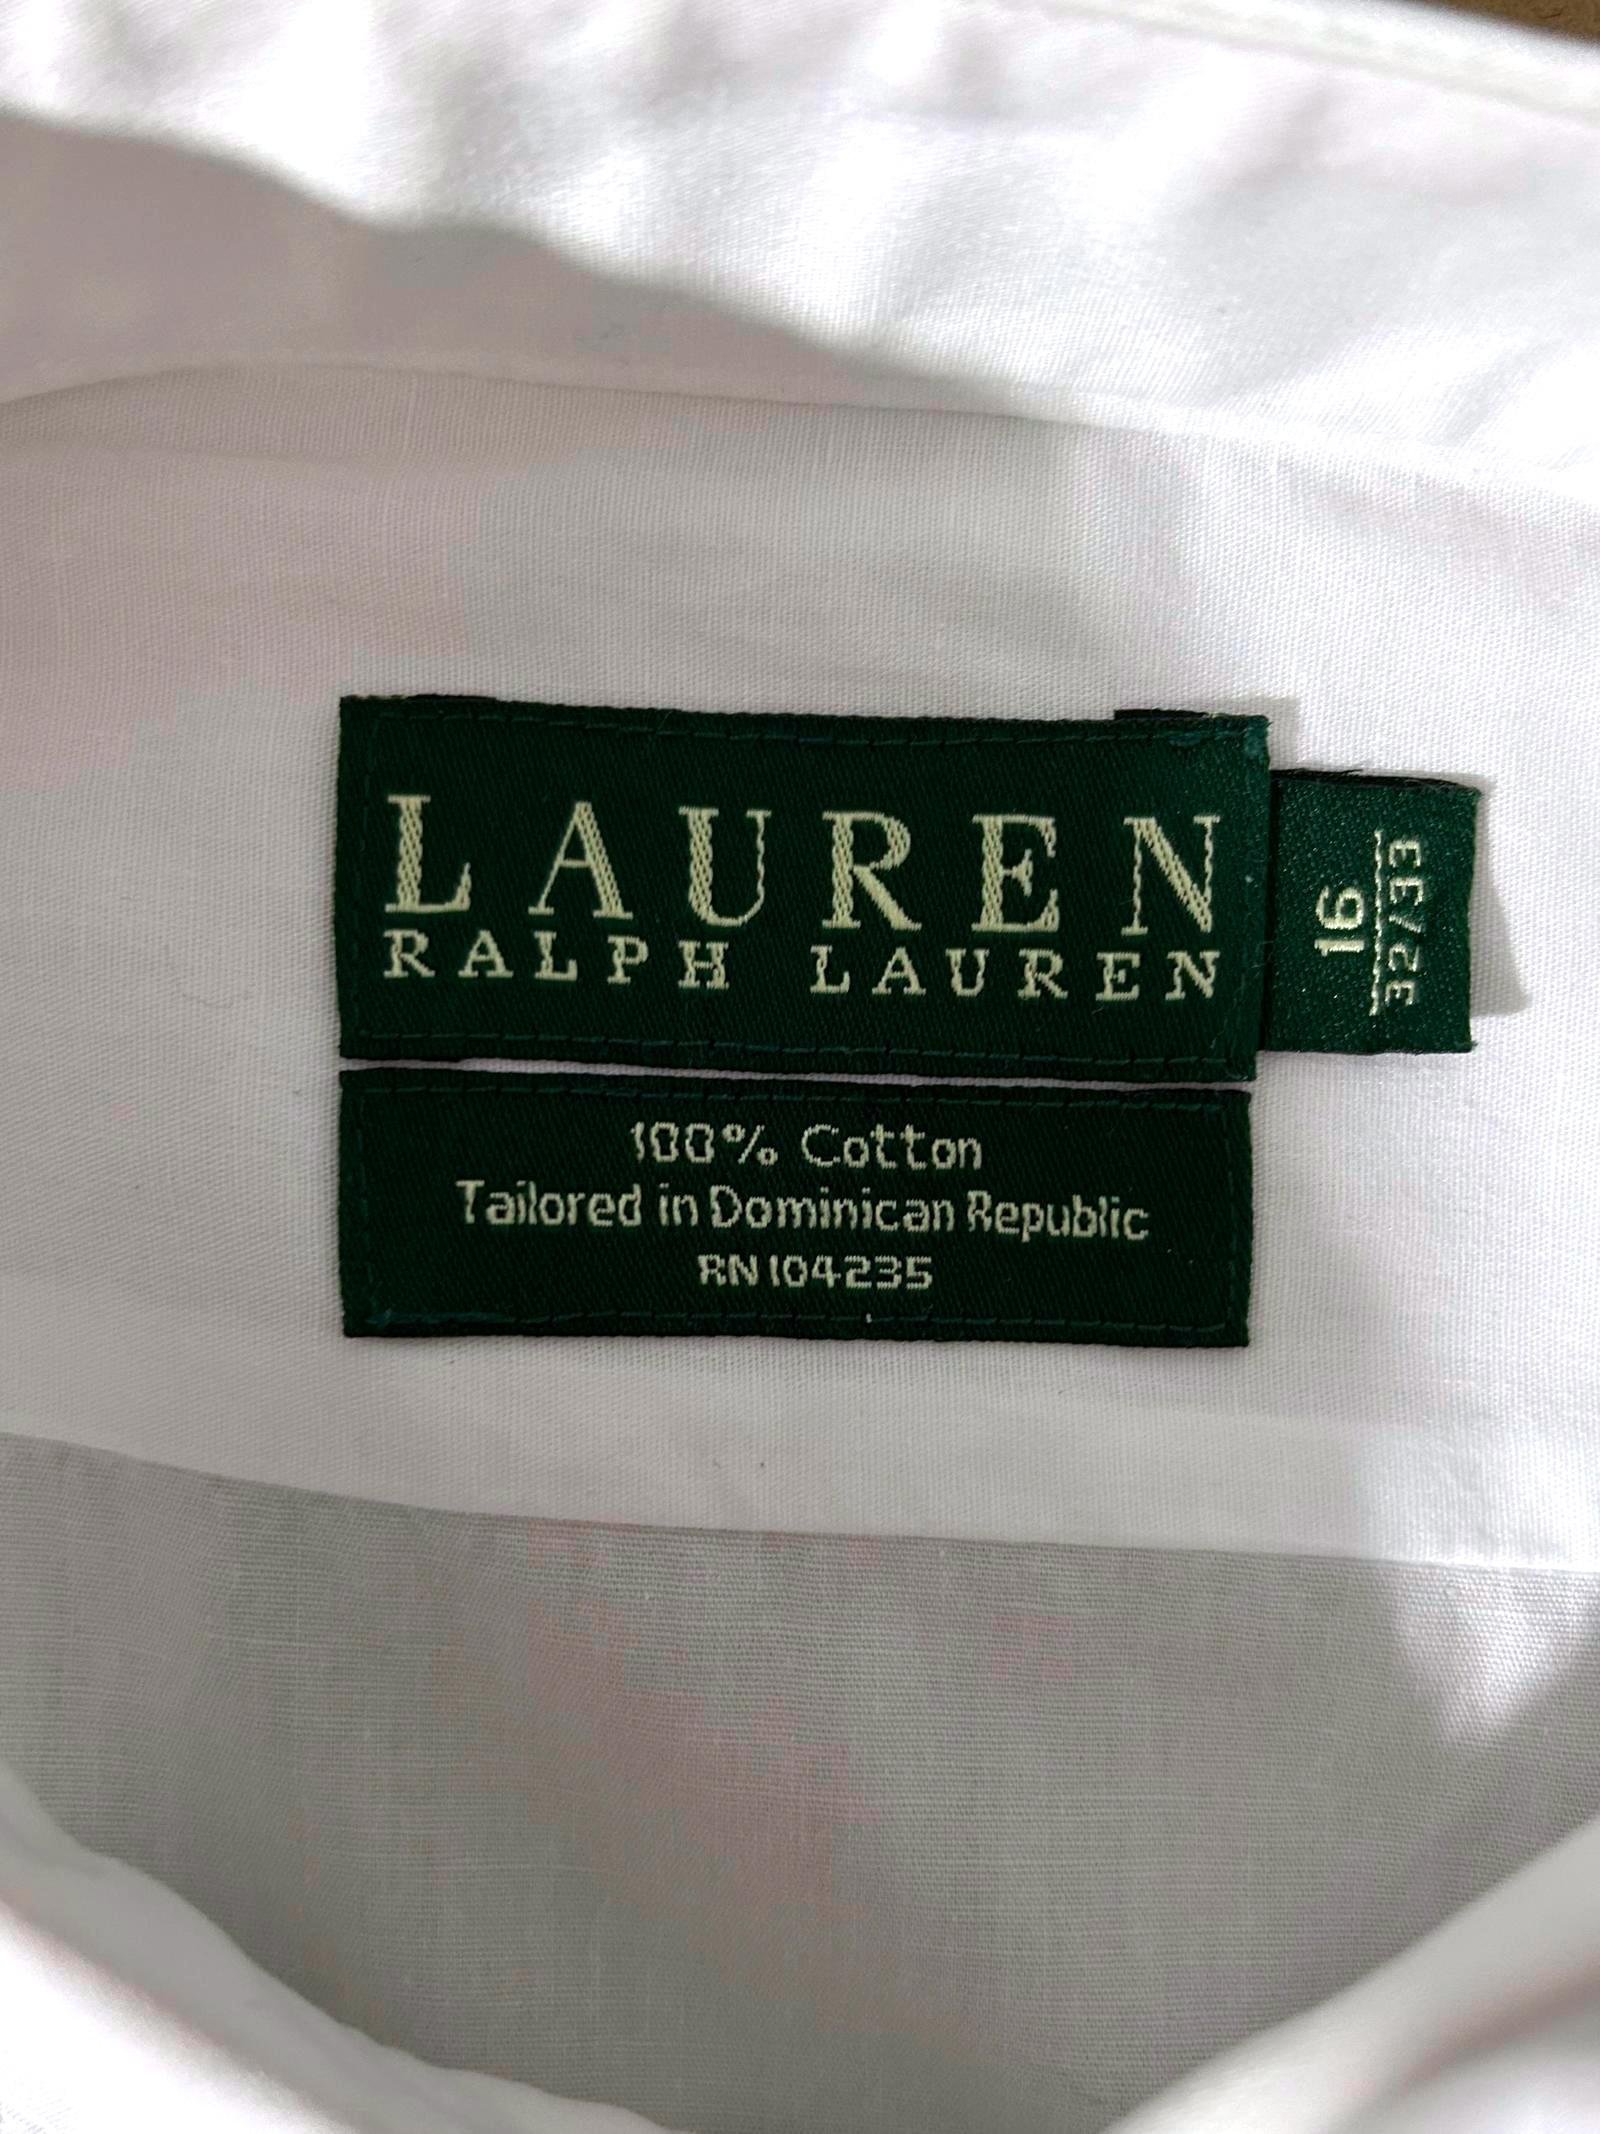 LAUREN
RALPH LAUREN
16
32/33
100% Cotton
Tailored in Dominican Republic
RN 104235